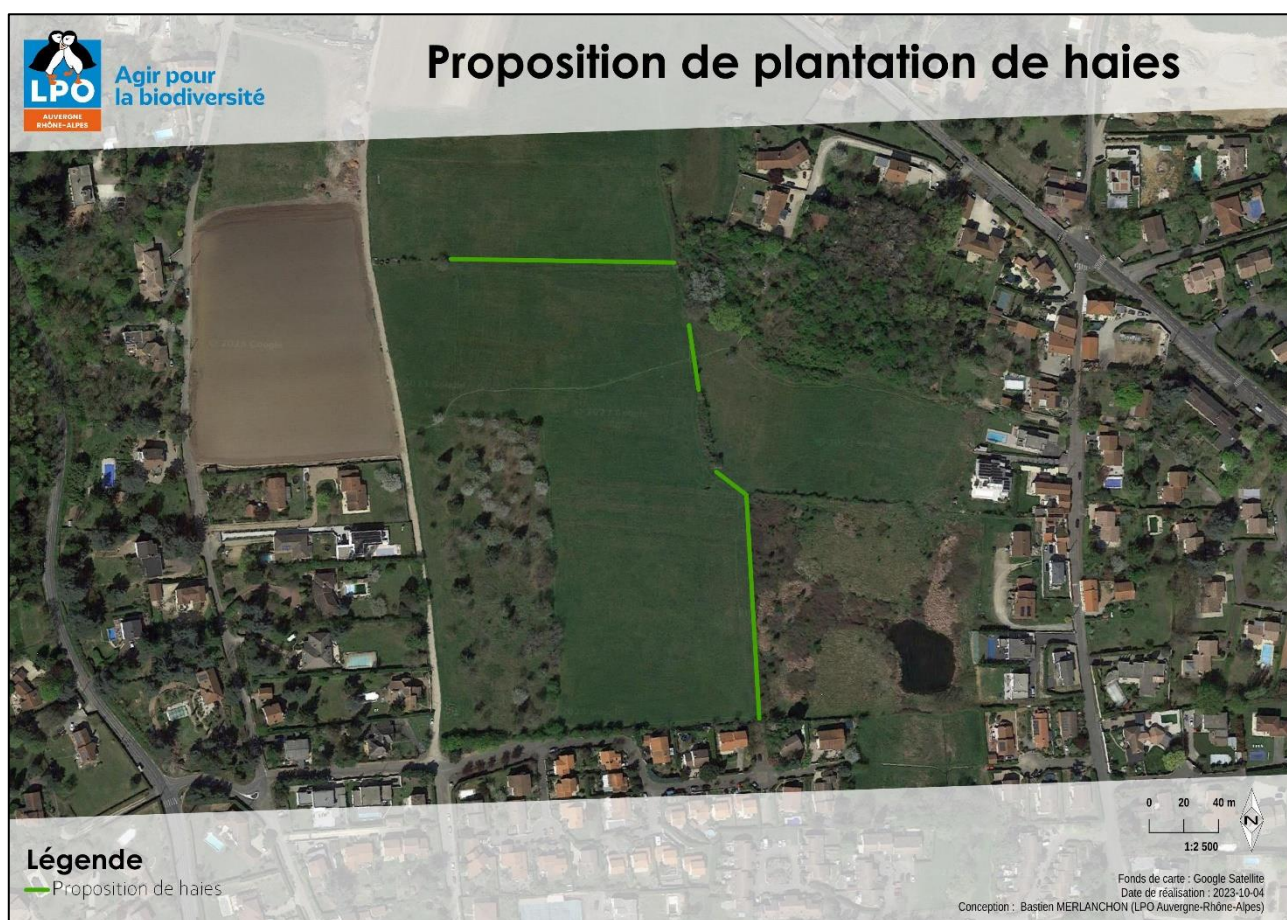 LPO
AUVERGNE
RHÔNE-ALPES
Agir pour
la biodiversité
Proposition de plantation de haies
Légende
Proposition de haies
0 20 40 m
N
1:2 500
Fonds de carte : Google Satellite
Date de réalisation : 2023-10-04
Conception : Bastien MERLANCHON (LPO Auvergne-Rhône-Alpes)